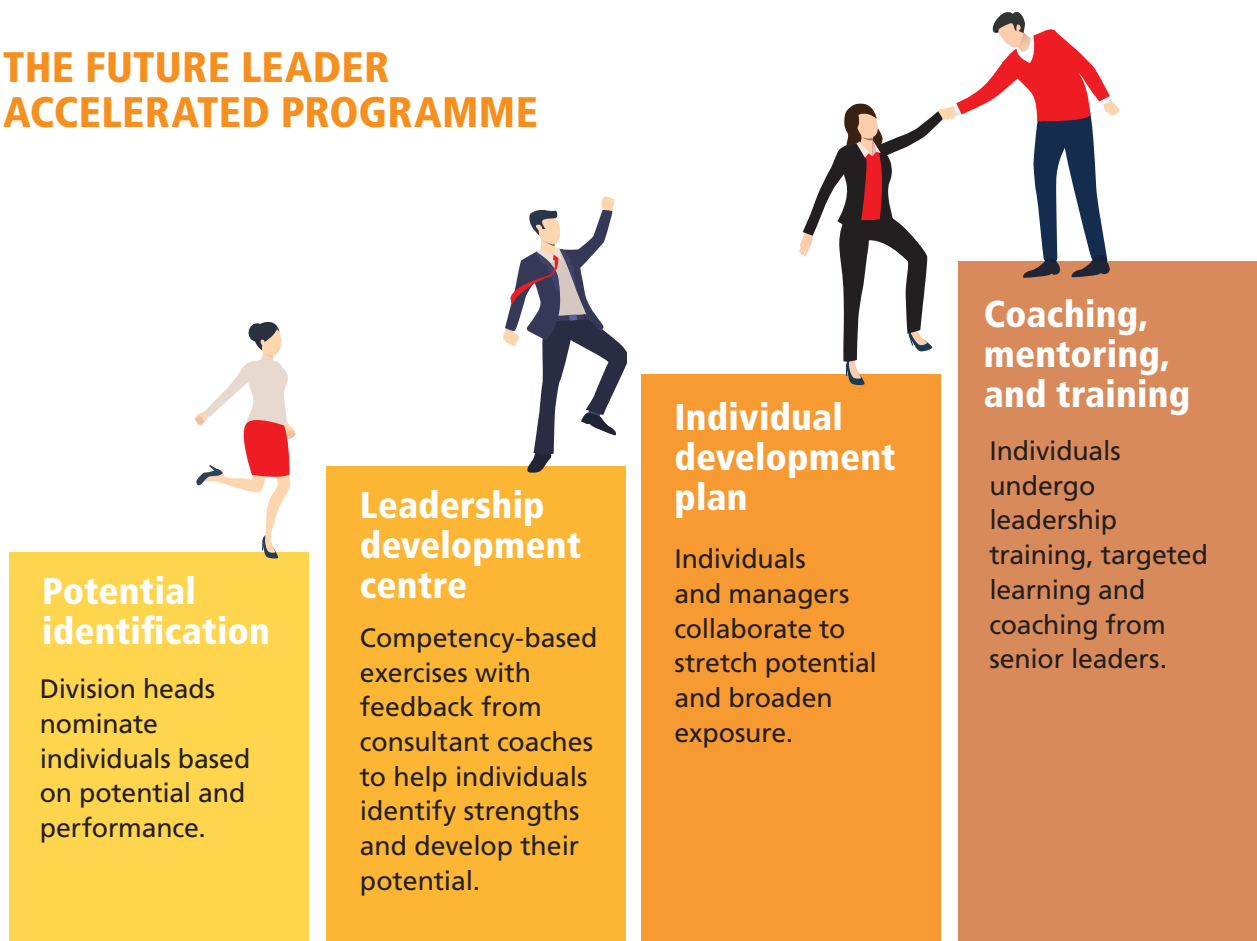 THE FUTURE LEADER
ACCELERATED PROGRAMME
Potential
identification
Division heads
nominate
individuals based
on potential and
performance.
Leadership
development
centre
Competency-based
exercises with
feedback from
consultant coaches
to help individuals
identify strengths
and develop their
potential.
Individual
development
plan
Individuals
and managers
collaborate to
stretch potential
and broaden
exposure.
Coaching,
mentoring,
and training
Individuals
undergo
leadership
training, targeted
learning and
coaching from
senior leaders.